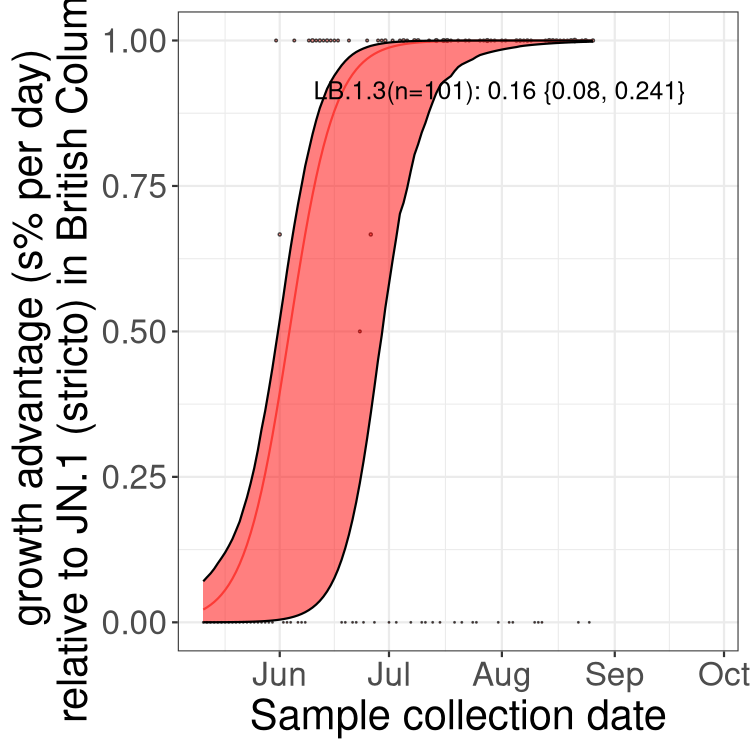 growth advantage (s% per day)
relative to JN.1 (stricto) in British Colum
1.00
0.75
0.50
0.25
0.00
LB.1.3(n=101): 0.16 {0.08, 0.241}
Jun Jul Aug Sep Oct
Sample collection date